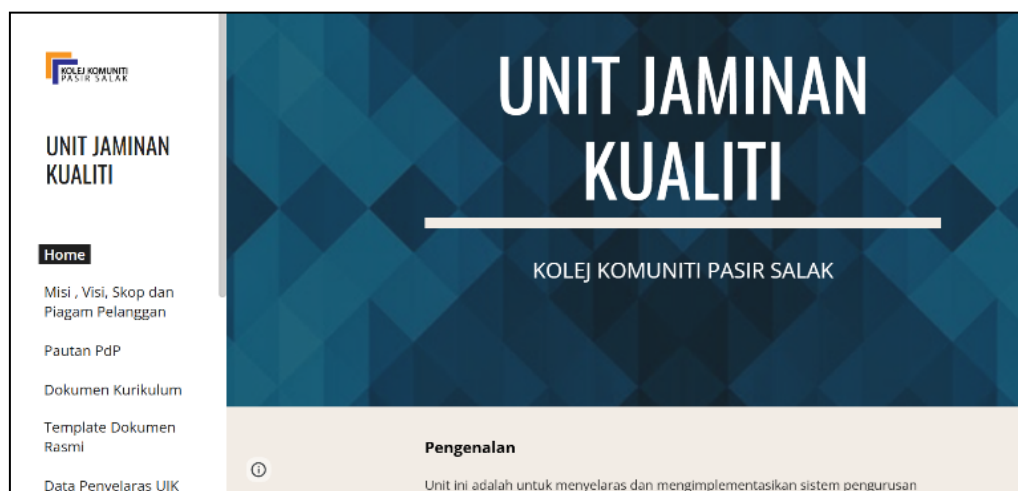 KOLEJ KOMUNITI
PASIR SALAK
UNIT JAMINAN
KUALITI
Home
Misi , Visi, Skop dan
Piagam Pelanggan
Pautan PdP
Dokumen Kurikulum
Template Dokumen
Rasmi
Data Penyelaras UJK
UNIT JAMINAN
KUALITI
KOLEJ KOMUNITI PASIR SALAK
Pengenalan
Unit ini adalah untuk menyelaras dan mengimplementasikan sistem pengurusan